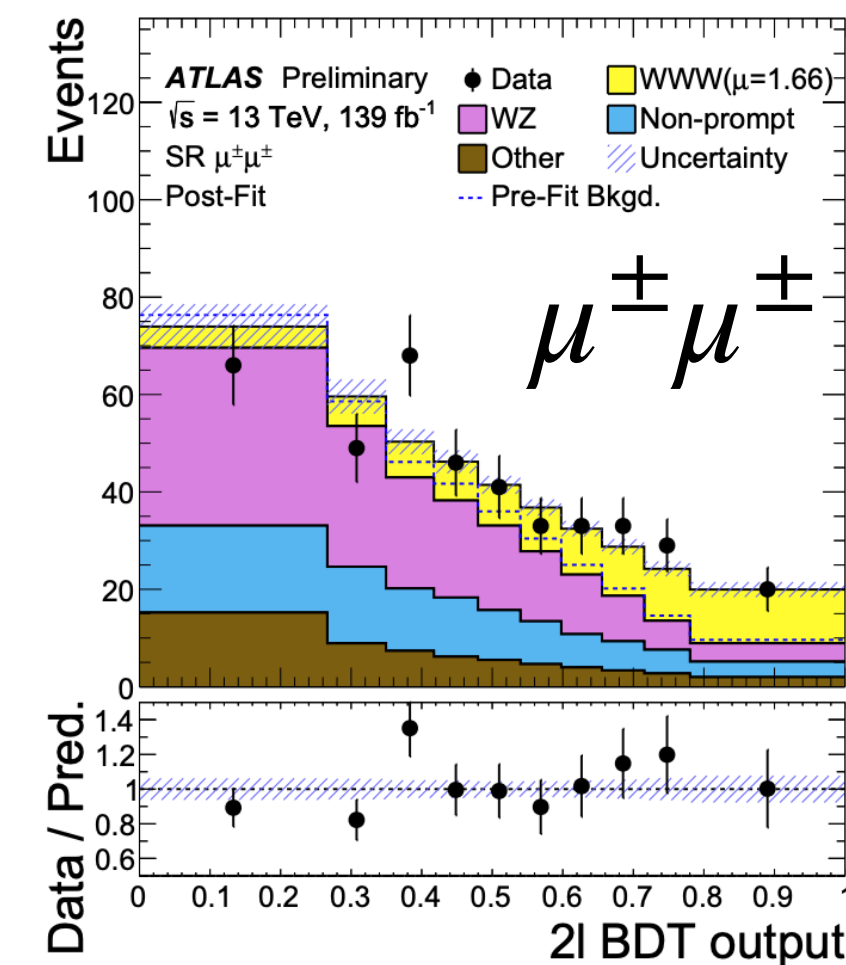 Events
ATLAS Preliminary
√s = 13 TeV, 139 fb⁻¹
SR μ±μ±
Post-Fit
Data
WWW(μ=1.66)
WZ
Non-prompt
Other
Uncertainty
Pre-Fit Bkgd.
μ±μ±
120
100
80
60
40
20
0
Data / Pred.
1.4
1.2
1
0.8
0.6
0 0.1 0.2 0.3 0.4 0.5 0.6 0.7 0.8 0.9
2l BDT output